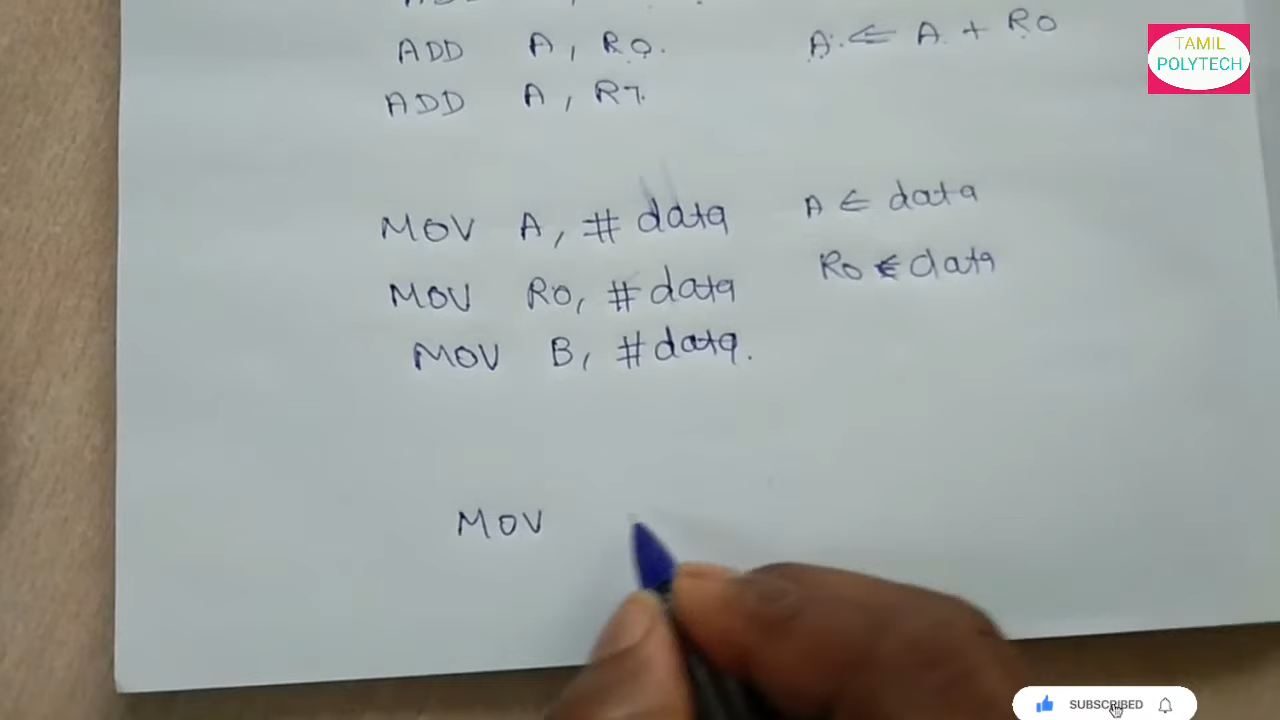 ADD A, R0. A ⇐ A + R0
ADD A, R7.
MOV A, # data A ⇐ data
MOV R0, # data R0 ⇐ data
MOV B, # data.
MOV
TAMIL
POLYTECH
SUBSCRIBED